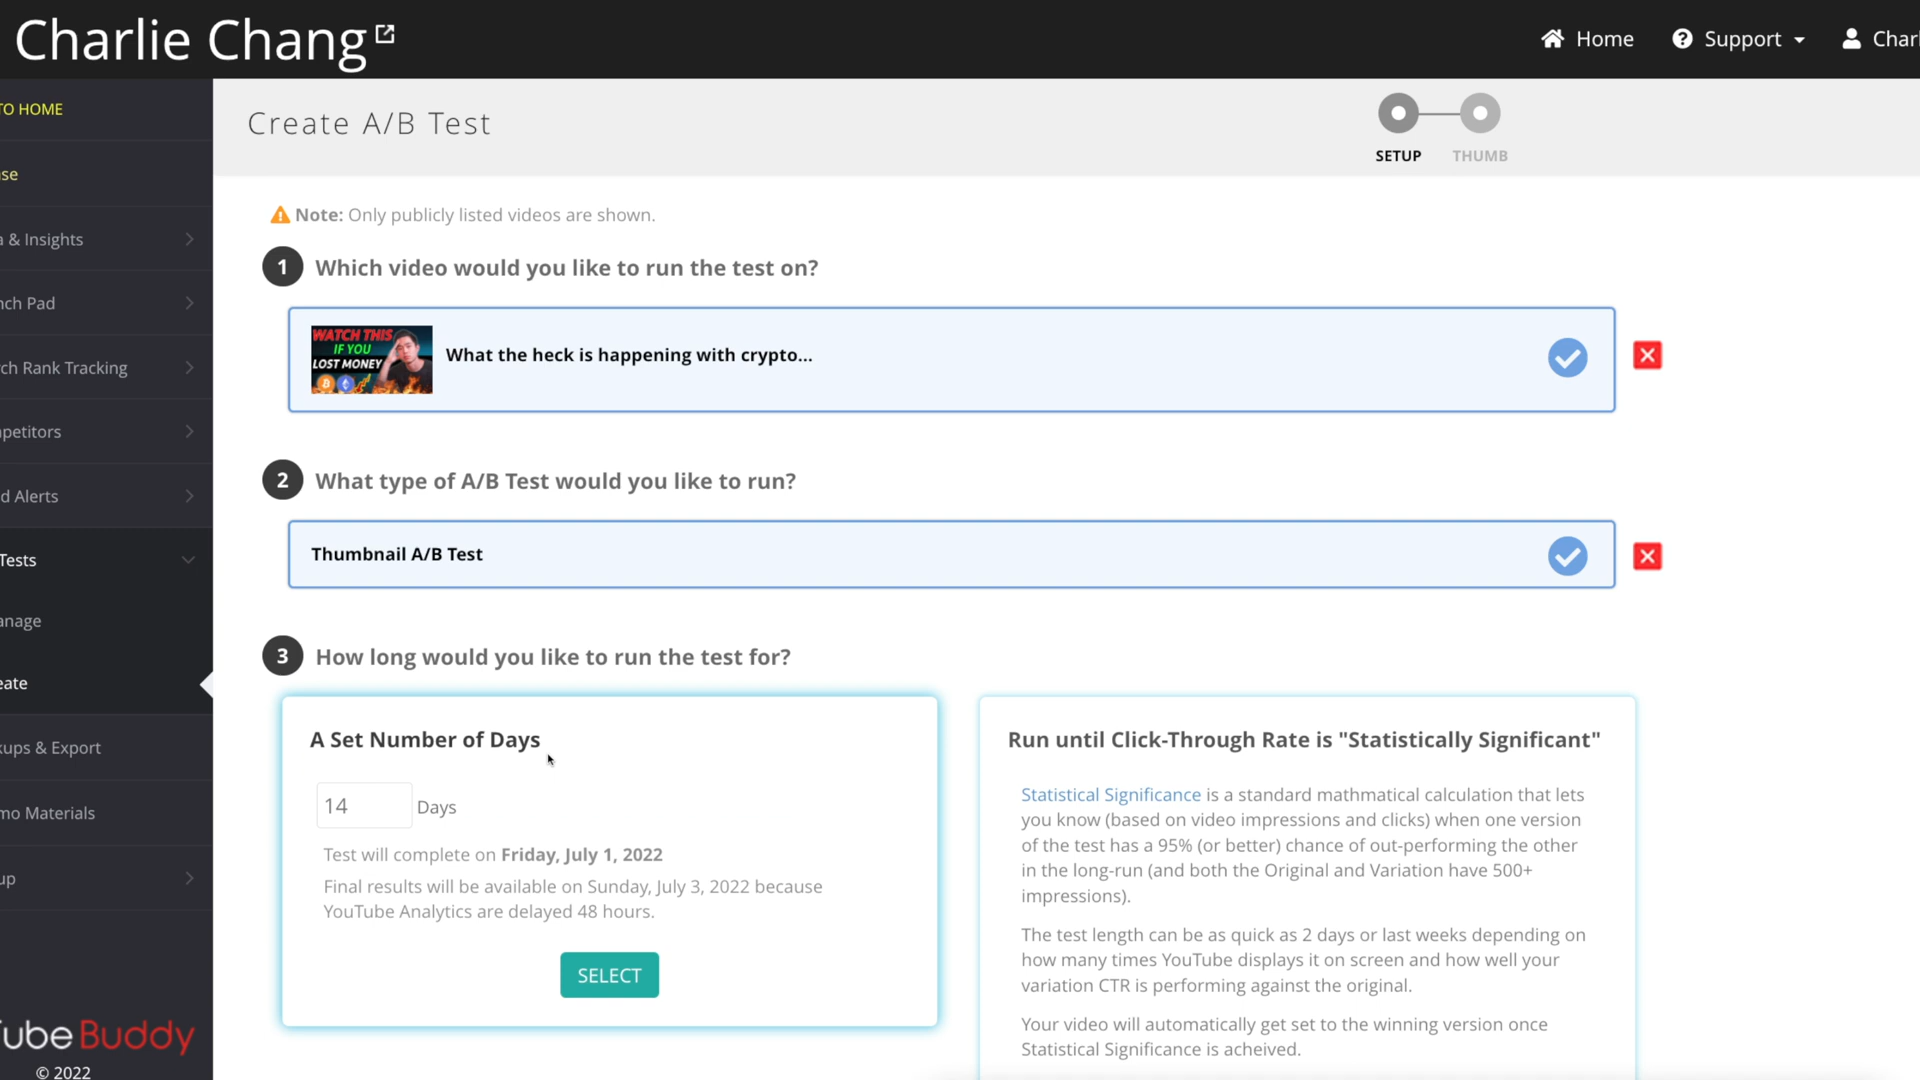 Charlie Chang
Home
Support
Char
TO HOME
Create A/B Test
SETUP
THUMB
se
& Insights
nch Pad
ch Rank Tracking
petitors
d Alerts
Tests
anage
eate
kups & Export
mo Materials
up
TubeBuddy
© 2022
Note: Only publicly listed videos are shown.
1 Which video would you like to run the test on?
WATCH THIS
IF YOU
LOST MONEY
What the heck is happening with crypto...
2 What type of A/B Test would you like to run?
Thumbnail A/B Test
3 How long would you like to run the test for?
A Set Number of Days
14 Days
Test will complete on Friday, July 1, 2022
Final results will be available on Sunday, July 3, 2022 because
YouTube Analytics are delayed 48 hours.
SELECT
Run until Click-Through Rate is "Statistically Significant"
Statistical Significance is a standard mathmatical calculation that lets
you know (based on video impressions and clicks) when one version
of the test has a 95% (or better) chance of out-performing the other
in the long-run (and both the Original and Variation have 500+
impressions).
The test length can be as quick as 2 days or last weeks depending on
how many times YouTube displays it on screen and how well your
variation CTR is performing against the original.
Your video will automatically get set to the winning version once
Statistical Significance is acheived.